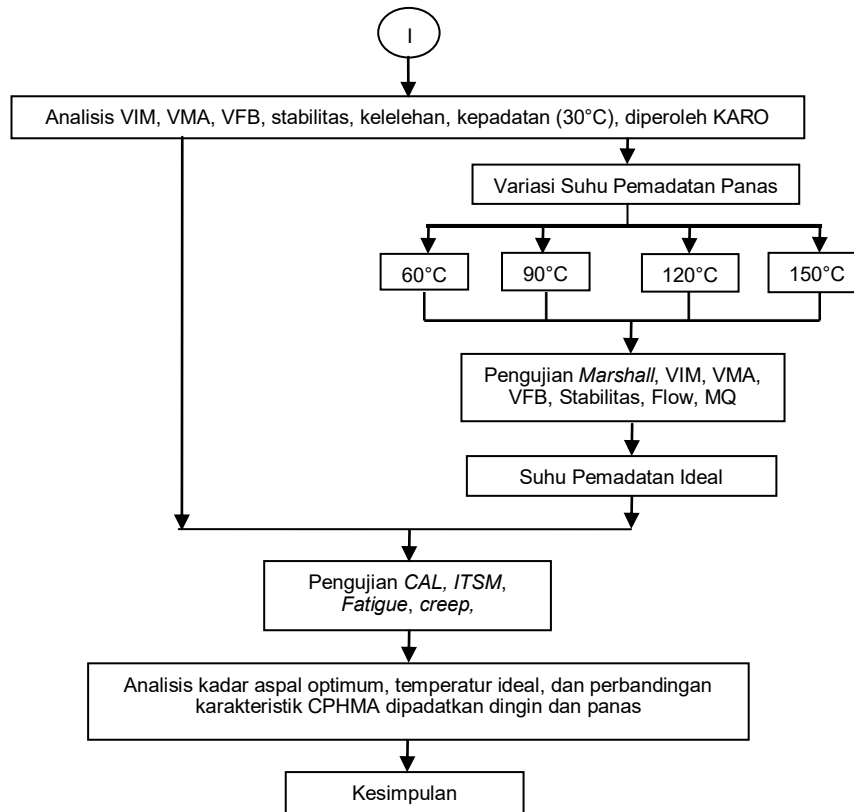 I
Analisis VIM, VMA, VFB, stabilitas, kelelehan, kepadatan (30°C), diperoleh KARO
Variasi Suhu Pemadatan Panas
60°C
90°C
120°C
150°C
Pengujian Marshall, VIM, VMA,
VFB, Stabilitas, Flow, MQ
Suhu Pemadatan Ideal
Pengujian CAL, ITSM,
Fatigue, creep,
Analisis kadar aspal optimum, temperatur ideal, dan perbandingan
karakteristik CPHMA dipadatkan dingin dan panas
Kesimpulan